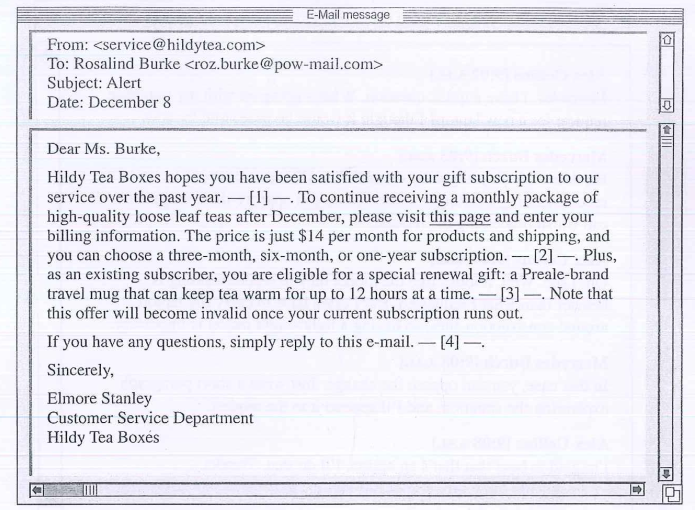 E-Mail message
From: <service@hildytea.com>
To: Rosalind Burke <roz.burke@pow-mail.com>
Subject: Alert
Date: December 8
Dear Ms. Burke,
Hildy Tea Boxes hopes you have been satisfied with your gift subscription to our
service over the past year. — [1] —. To continue receiving a monthly package of
high-quality loose leaf teas after December, please visit this page and enter your
billing information. The price is just $14 per month for products and shipping, and
you can choose a three-month, six-month, or one-year subscription. — [2] —. Plus,
as an existing subscriber, you are eligible for a special renewal gift: a Preale-brand
travel mug that can keep tea warm for up to 12 hours at a time. — [3] —. Note that
this offer will become invalid once your current subscription runs out.
If you have any questions, simply reply to this e-mail. — [4] —.
Sincerely,
Elmore Stanley
Customer Service Department
Hildy Tea Boxes